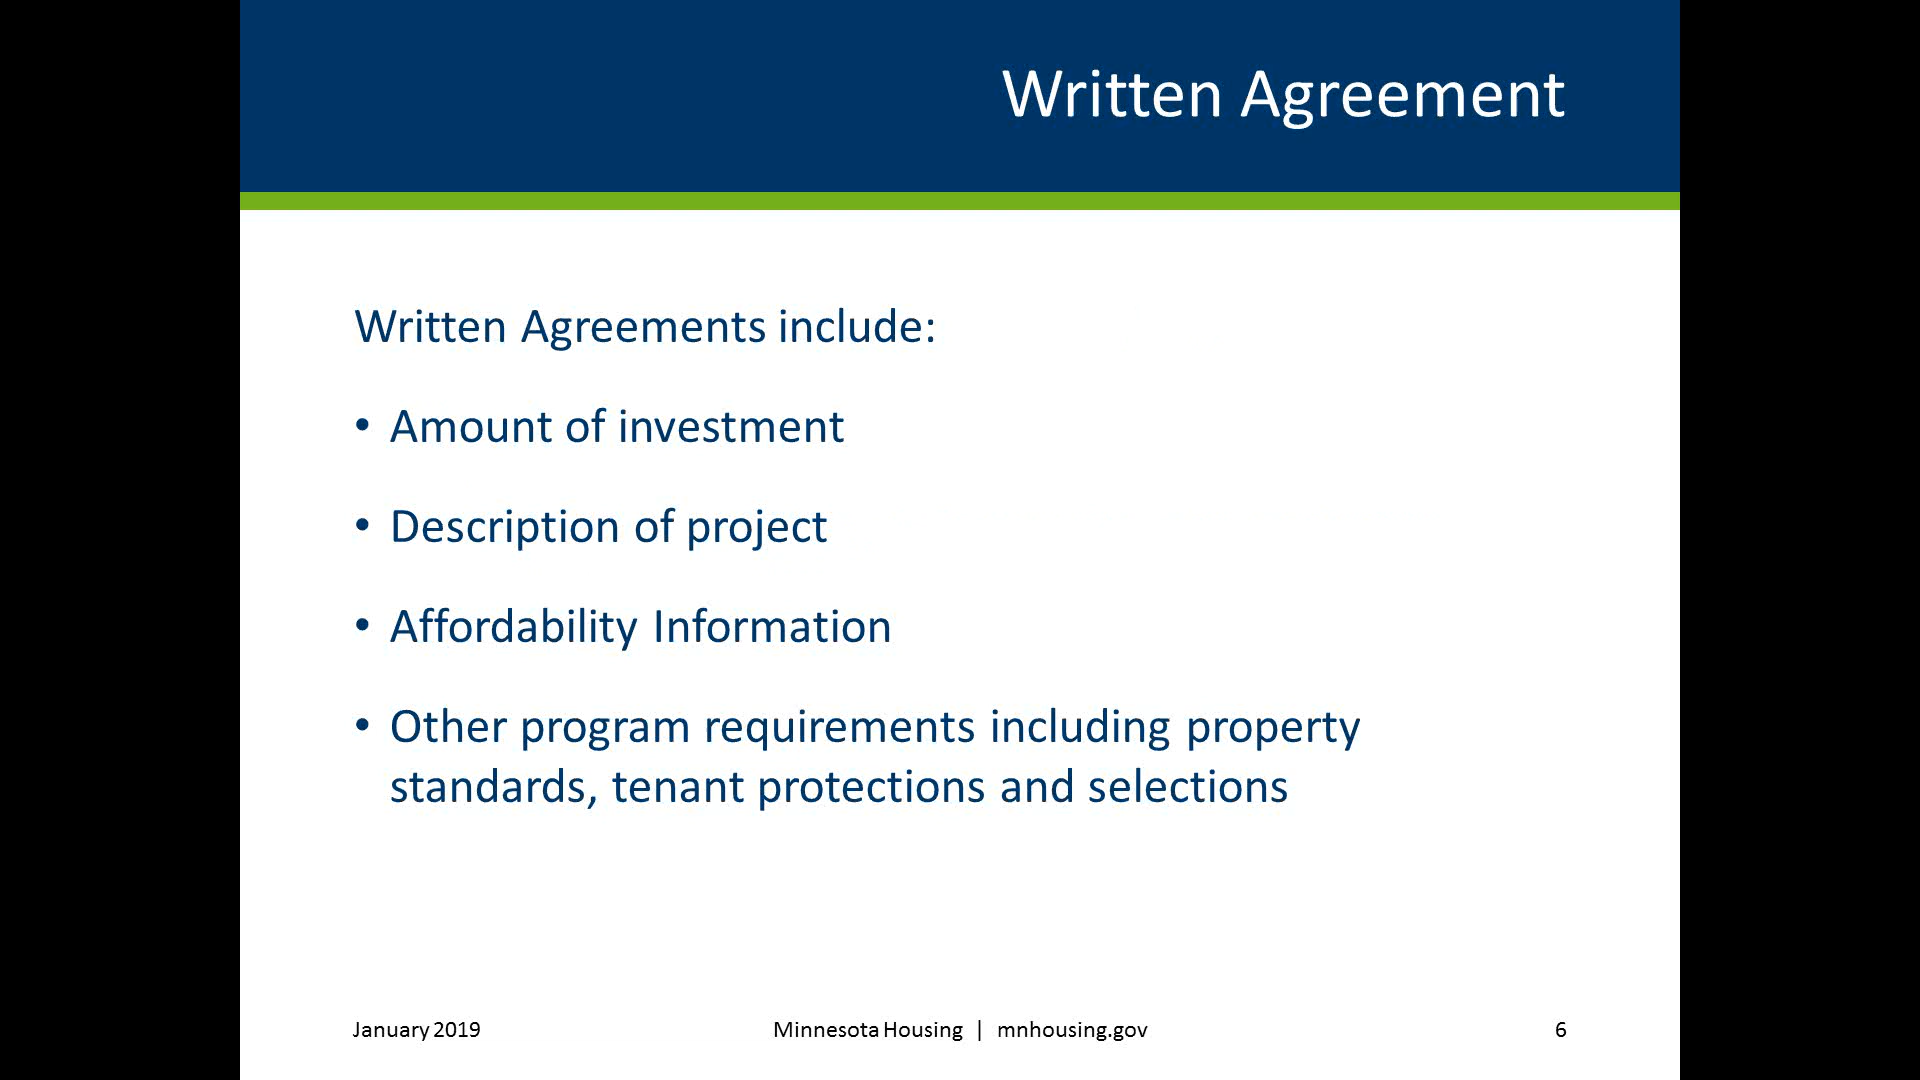 Written Agreement
Written Agreements include:
• Amount of investment
• Description of project
• Affordability Information
• Other program requirements including property
standards, tenant protections and selections
January 2019
Minnesota Housing | mnhousing.gov
6